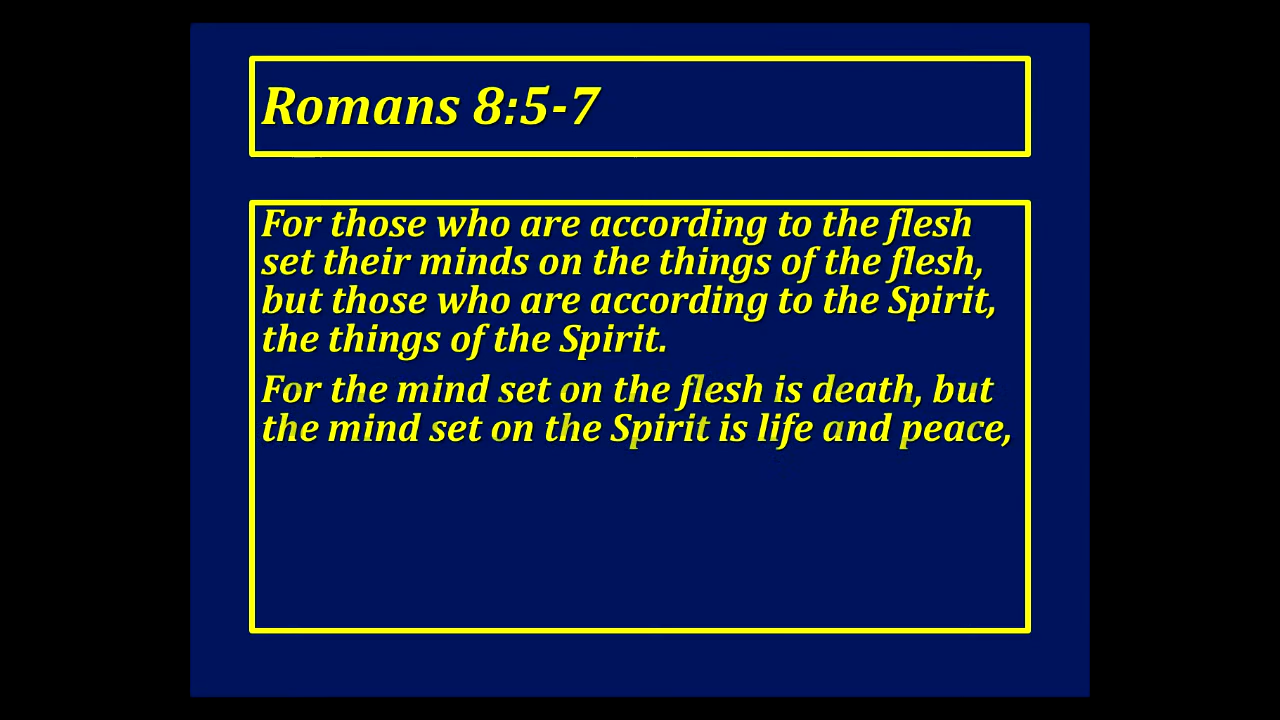 Romans 8:5-7
For those who are according to the flesh
set their minds on the things of the flesh,
but those who are according to the Spirit,
the things of the Spirit.
For the mind set on the flesh is death, but
the mind set on the Spirit is life and peace,